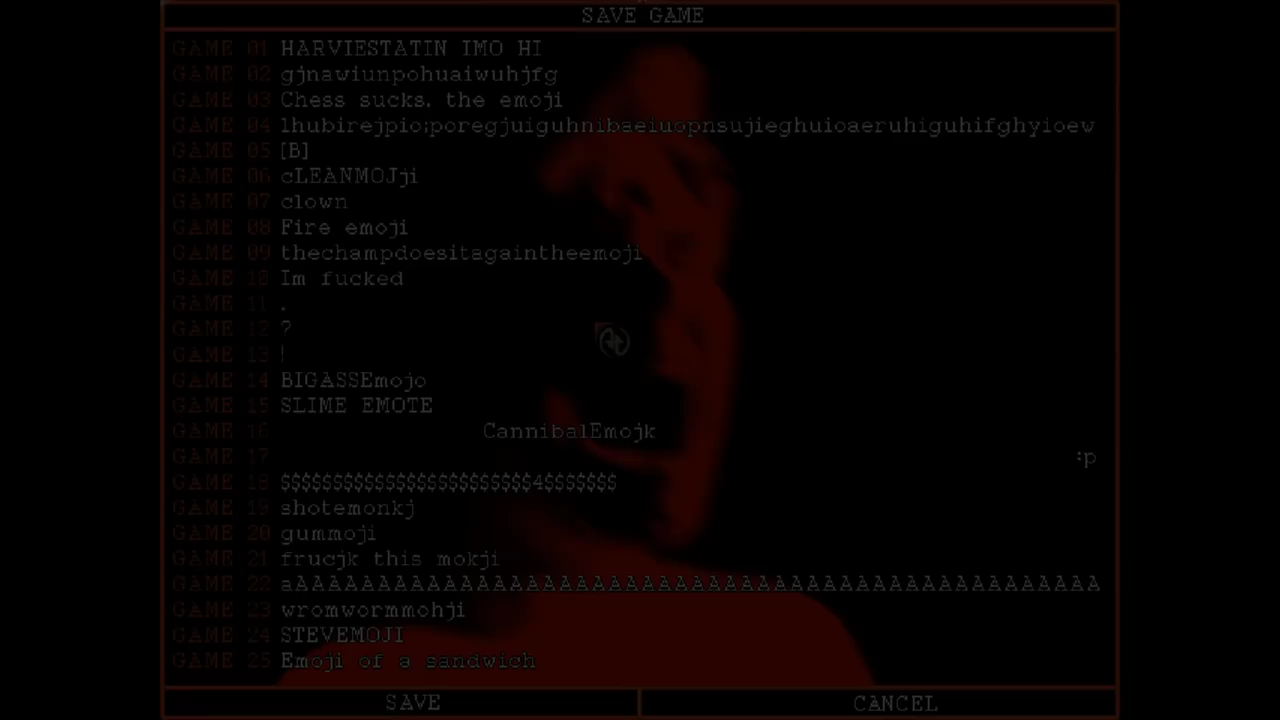 SAVE GAME
GAME 01 HARVIESTATIN IMO HI
GAME 02 gjnawiunpohuaiwuhjfg
GAME 03 Chess sucks. the emoji
GAME 04 lhubirejpio;poregjuiguhnibaeiuopnsujieghuioaeruhiguhifghyioew
GAME 05 [B]
GAME 06 cLEANMOJji
GAME 07 clown
GAME 08 Fire emoji
GAME 09 thechampdoesitagaintheemoji
GAME 10 Im fucked
GAME 11 .
GAME 12 ?
GAME 13 !
GAME 14 BIGASSEmojo
GAME 15 SLIME EMOTE
GAME 16 CannibalEmojk
GAME 17 :p
GAME 18 $$$$$$$$$$$$$$$$$$$$$$4$$$$$$$
GAME 19 shotemonkj
GAME 20 gummoji
GAME 21 frucjk this mokji
GAME 22 aAAAAAAAAAAAAAAAAAAAAAAAAAAAAAAAAAAAAAAAAAAAAAAAAA
GAME 23 wromwormmohji
GAME 24 STEVEMOJI
GAME 25 Emoji of a sandwich
SAVE CANCEL